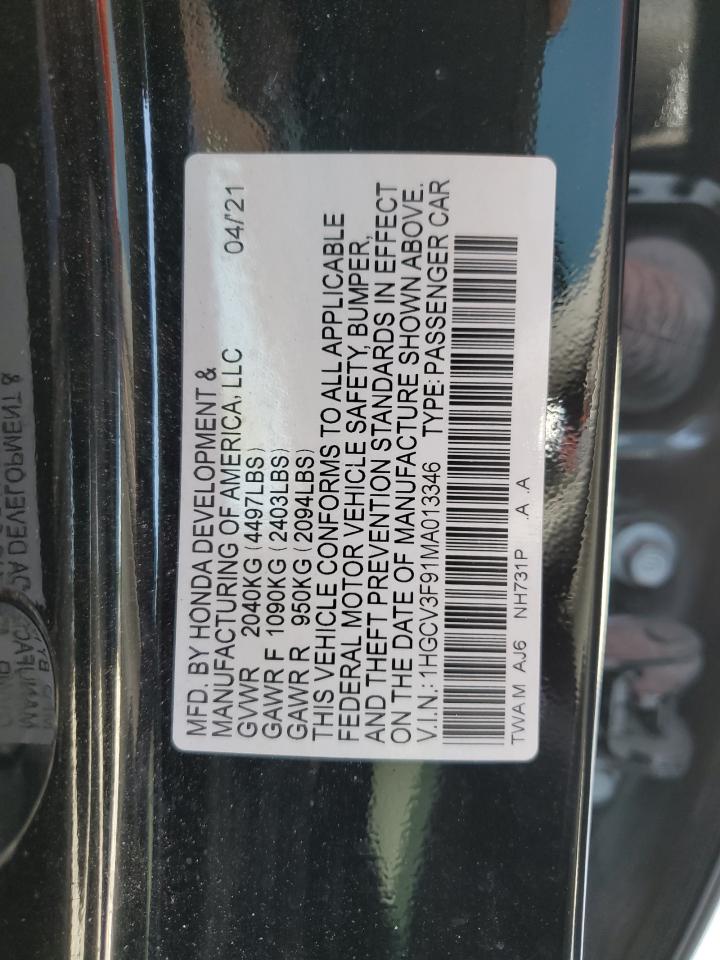 MFD. BY HONDA DEVELOPMENT &
MANUFACTURING OF AMERICA, LLC 04/'21
GVWR 2040KG (4497LBS)
GAWR F 1090KG (2403LBS)
GAWR R 950KG (2094LBS)
THIS VEHICLE CONFORMS TO ALL APPLICABLE
FEDERAL MOTOR VEHICLE SAFETY, BUMPER,
AND THEFT PREVENTION STANDARDS IN EFFECT
ON THE DATE OF MANUFACTURE SHOWN ABOVE.
V.I.N.: 1HGCV3F91MA013346 TYPE: PASSENGER CAR
TWAM AJ6 NH731P .A .A